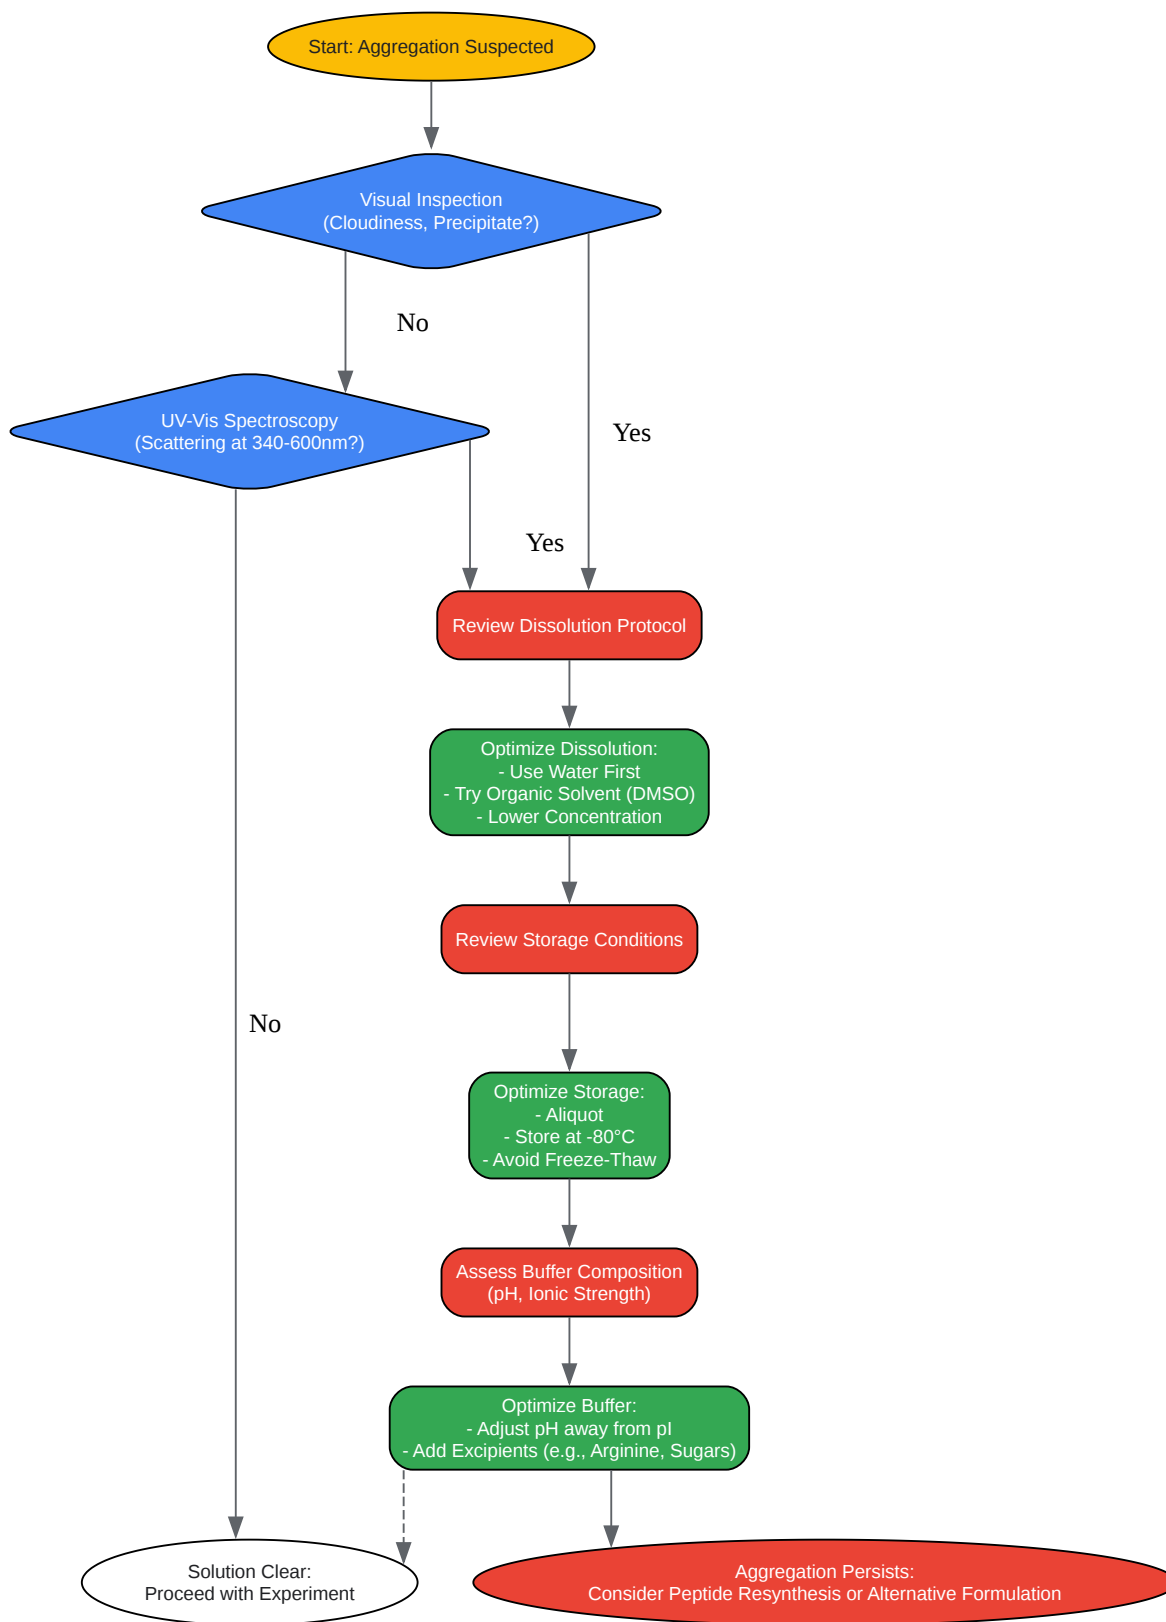 Start: Aggregation Suspected
Visual Inspection
(Cloudiness, Precipitate?)
No
UV-Vis Spectroscopy
(Scattering at 340-600nm?)
Yes
Yes
Review Dissolution Protocol
Optimize Dissolution:
- Use Water First
- Try Organic Solvent (DMSO)
- Lower Concentration
Review Storage Conditions
No
Optimize Storage:
- Aliquot
- Store at -80°C
- Avoid Freeze-Thaw
Assess Buffer Composition
(pH, Ionic Strength)
Optimize Buffer:
- Adjust pH away from pI
- Add Excipients (e.g., Arginine, Sugars)
Solution Clear:
Proceed with Experiment
Aggregation Persists:
Consider Peptide Resynthesis or Alternative Formulation